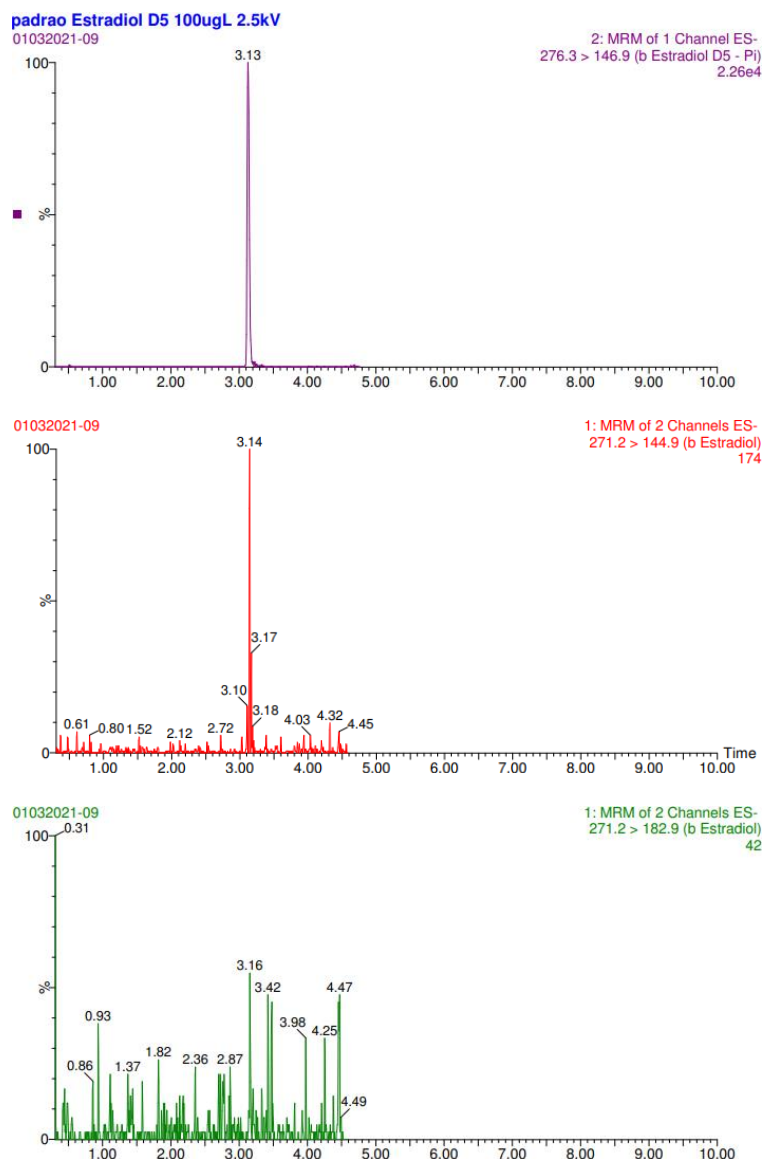 padrao Estradiol D5 100ugL 2.5kV
01032021-09
2: MRM of 1 Channel ES-
276.3 > 146.9 (b Estradiol D5 - Pi)
2.26e4
3.13
100
%
0
1.00 2.00 3.00 4.00 5.00 6.00 7.00 8.00 9.00 10.00
01032021-09
1: MRM of 2 Channels ES-
271.2 > 144.9 (b Estradiol)
174
3.14
100
%
3.17
3.10
3.18
0.61 0.80 1.52 2.12 2.72 4.03 4.32 4.45
0
Time
1.00 2.00 3.00 4.00 5.00 6.00 7.00 8.00 9.00 10.00
01032021-09
1: MRM of 2 Channels ES-
271.2 > 182.9 (b Estradiol)
42
100
0.31
%
3.16
3.42
4.47
0.93
3.98
4.25
0.86 1.37 1.82 2.36 2.87
4.49
0
1.00 2.00 3.00 4.00 5.00 6.00 7.00 8.00 9.00 10.00